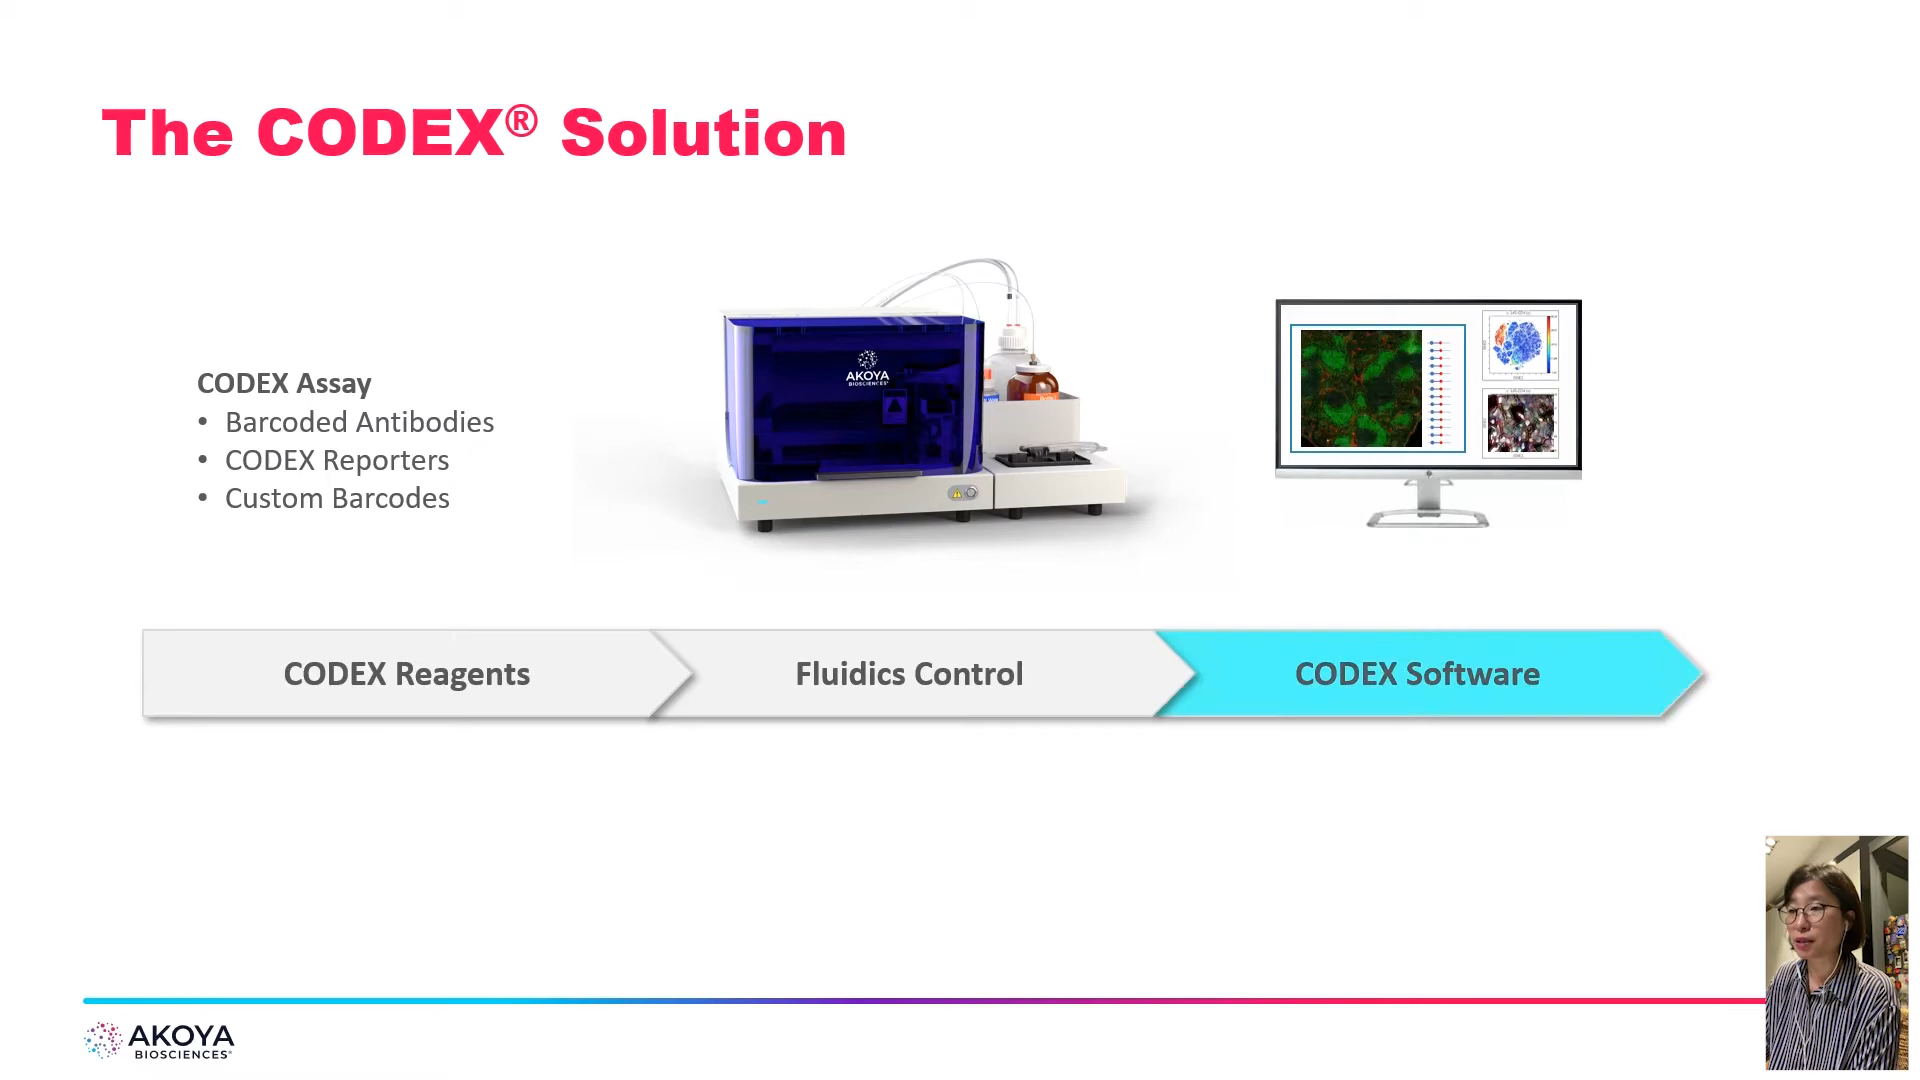 The CODEX® Solution
AKOYA
BIOSCIENCES
CODEX Assay
• Barcoded Antibodies
• CODEX Reporters
• Custom Barcodes
CODEX Reagents
Fluidics Control
CODEX Software
AKOYA
BIOSCIENCES®